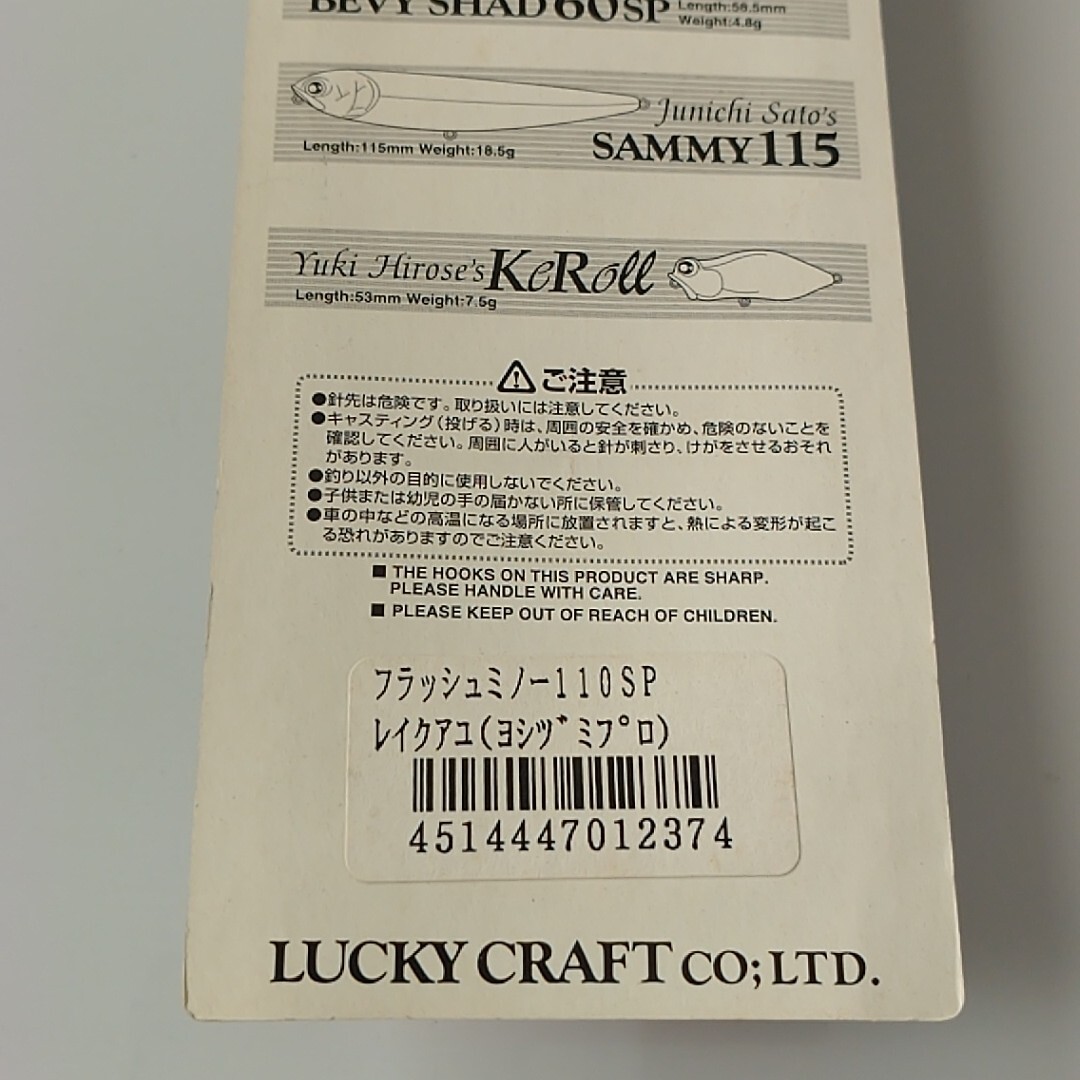 BEVY SHAD 60 SP
Length:56.5mm
Weight:4.8g
Junichi Sato's
SAMMY 115
Length:115mm Weight:18.5g
Yuki Hirose's KeRoll
Length:53mm Weight:7.5g
ご注意
●針先は危険です。取り扱いには注意してください。
●キャスティング(投げる)時は、周囲の安全を確かめ、危険のないことを
確認してください。周囲に人がいると針が刺さり、けがをさせるおそれ
があります。
●釣り以外の目的に使用しないでください。
●子供または幼児の手の届かない所に保管してください。
●車の中などの高温になる場所に放置されますと、熱による変形が起こ
る恐れがありますのでご注意ください。
■ THE HOOKS ON THIS PRODUCT ARE SHARP.
PLEASE HANDLE WITH CARE.
■ PLEASE KEEP OUT OF REACH OF CHILDREN.
フラッシュミノー110SP
レイクアユ(ヨシヅミプロ)
4514447012374
LUCKY CRAFT CO;LTD.